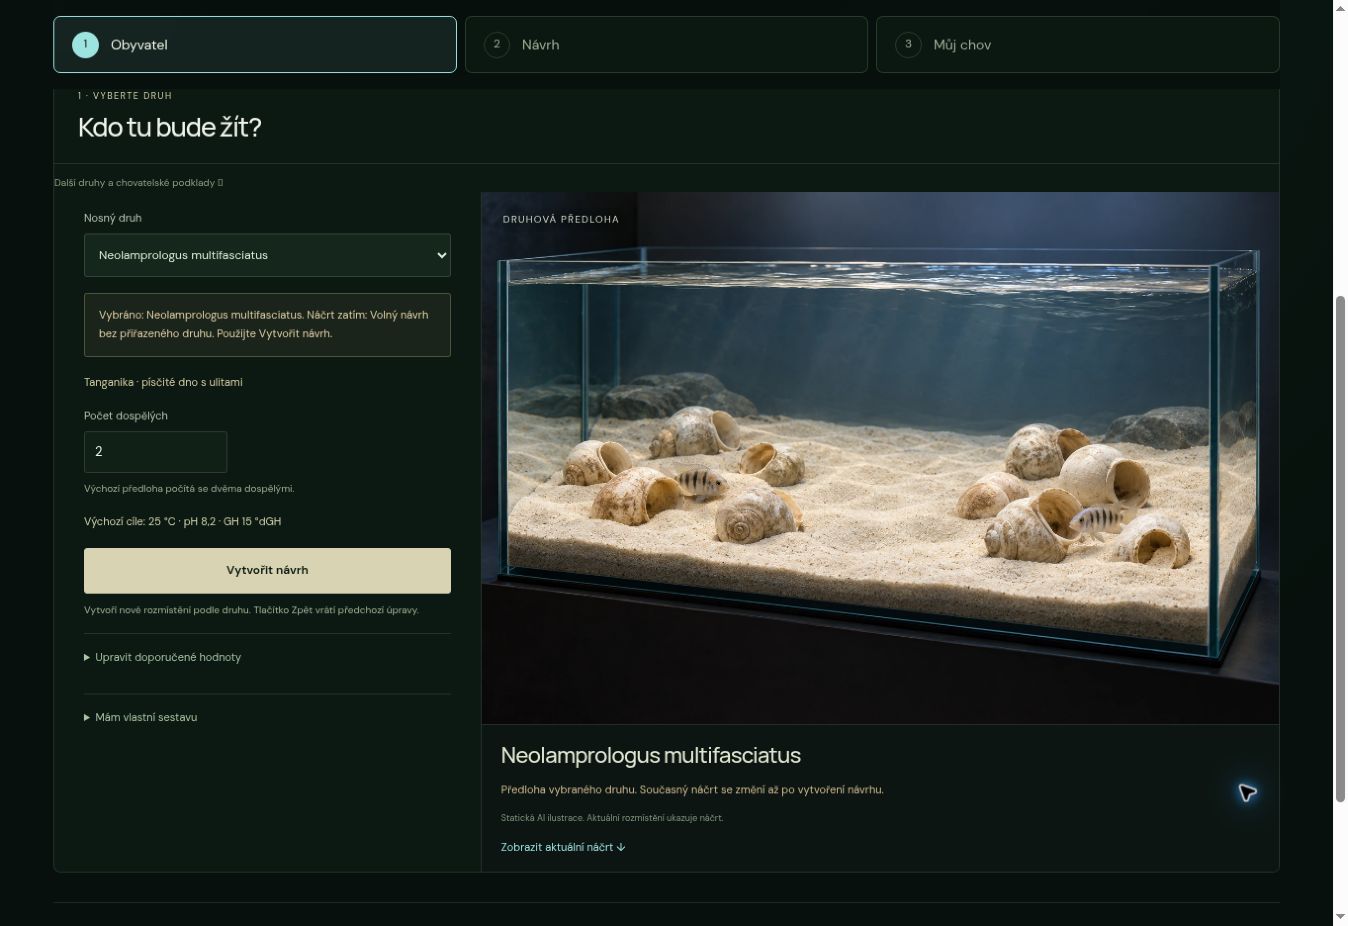 1 Obyvatel
2 Návrh
3 Můj chov
1 · VYBERTE DRUH
Kdo tu bude žít?
Další druhy a chovatelské podklady
Nosný druh
Neolamprologus multifasciatus
Vybráno: Neolamprologus multifasciatus. Náčrt zatím: Volný návrh
bez přiřazeného druhu. Použijte Vytvořit návrh.
Tanganika · písčité dno s ulitami
Počet dospělých
2
Výchozí předloha počítá se dvěma dospělými.
Výchozí cíle: 25 °C · pH 8,2 · GH 15 °dGH
Vytvořit návrh
Vytvoří nové rozmístění podle druhu. Tlačítko Zpět vrátí předchozí úpravy.
Upravit doporučené hodnoty
Mám vlastní sestavu
DRUHOVÁ PŘEDLOHA
Neolamprologus multifasciatus
Předloha vybraného druhu. Současný náčrt se změní až po vytvoření návrhu.
Statická AI ilustrace. Aktuální rozmístění ukazuje náčrt.
Zobrazit aktuální náčrt ↓